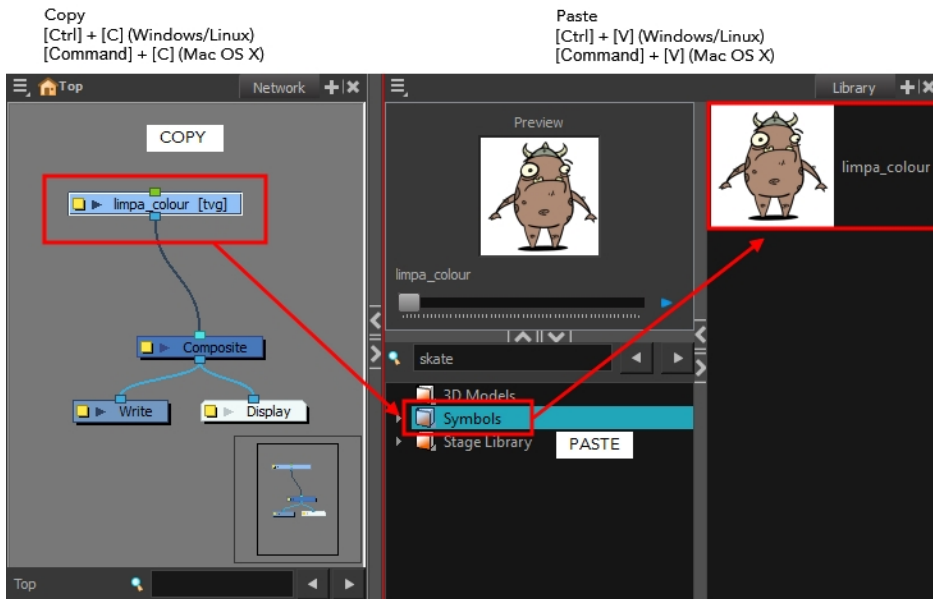 Copy
[Ctrl] + [C] (Windows/Linux)
[Command] + [C] (Mac OS X)
Paste
[Ctrl] + [V] (Windows/Linux)
[Command] + [V] (Mac OS X)
Top
Network
COPY
limpa_colour [tvg]
Composite
Write
Display
Top
Library
Preview
limpa_colour
skate
3D Models
Symbols
Stage Library
PASTE
limpa_colour